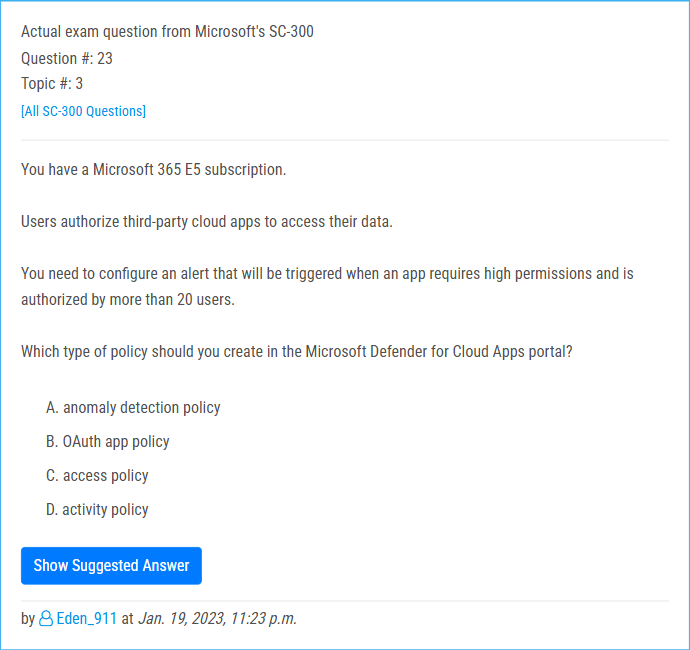 Actual exam question from Microsoft's SC-300
Question #: 23
Topic #: 3
[All SC-300 Questions]
You have a Microsoft 365 E5 subscription.
Users authorize third-party cloud apps to access their data.
You need to configure an alert that will be triggered when an app requires high permissions and is
authorized by more than 20 users.
Which type of policy should you create in the Microsoft Defender for Cloud Apps portal?
A. anomaly detection policy
B. OAuth app policy
C. access policy
D. activity policy
Show Suggested Answer
by Eden_911 at Jan. 19, 2023, 11:23 p.m.